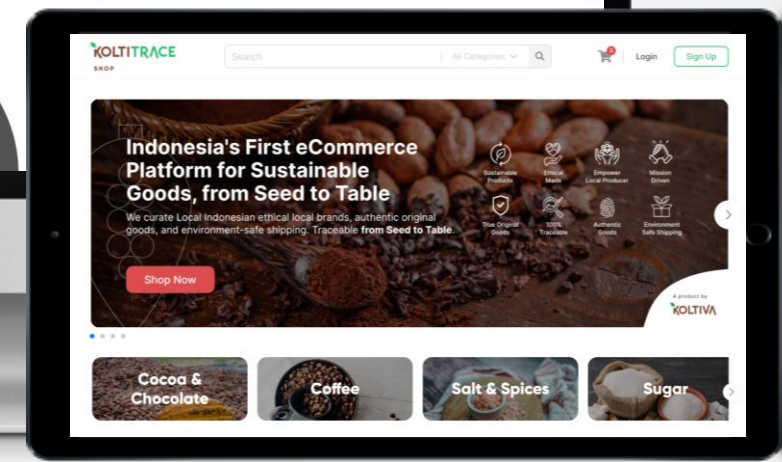 KOLTITRACE
SHOP
Search
All Categories
0
Login
Sign Up
Indonesia's First eCommerce
Platform for Sustainable
Goods, from Seed to Table
We curate Local Indonesian ethical local brands, authentic original
goods, and environment-safe shipping. Traceable from Seed to Table.
Shop Now
Sustainable
Products
Ethical
Made
Empower
Local Producer
Mission
Driven
True Original
Goods
100%
Traceable
Authentic
Goods
Environment
Safe Shipping
A product by
KOLTIVA
Cocoa &
Chocolate
Coffee
Salt & Spices
Sugar